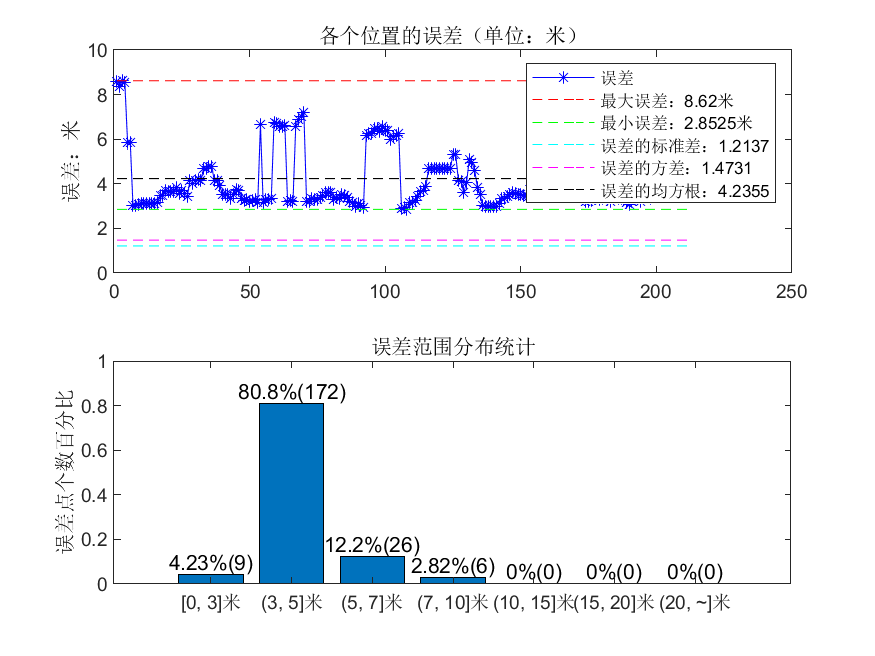 各个位置的误差（单位：米）
误差：米
10
8
6
4
2
0
0
50
100
150
200
250
误差
最大误差：8.62米
最小误差：2.8525米
误差的标准差：1.2137
误差的方差：1.4731
误差的均方根：4.2355
误差范围分布统计
误差点个数百分比
1
0.8
0.6
0.4
0.2
0
4.23%(9)
80.8%(172)
12.2%(26)
2.82%(6)
0%(0)
0%(0)
0%(0)
[0, 3]米
(3, 5]米
(5, 7]米
(7, 10]米
(10, 15]米
(15, 20]米
(20, ~]米